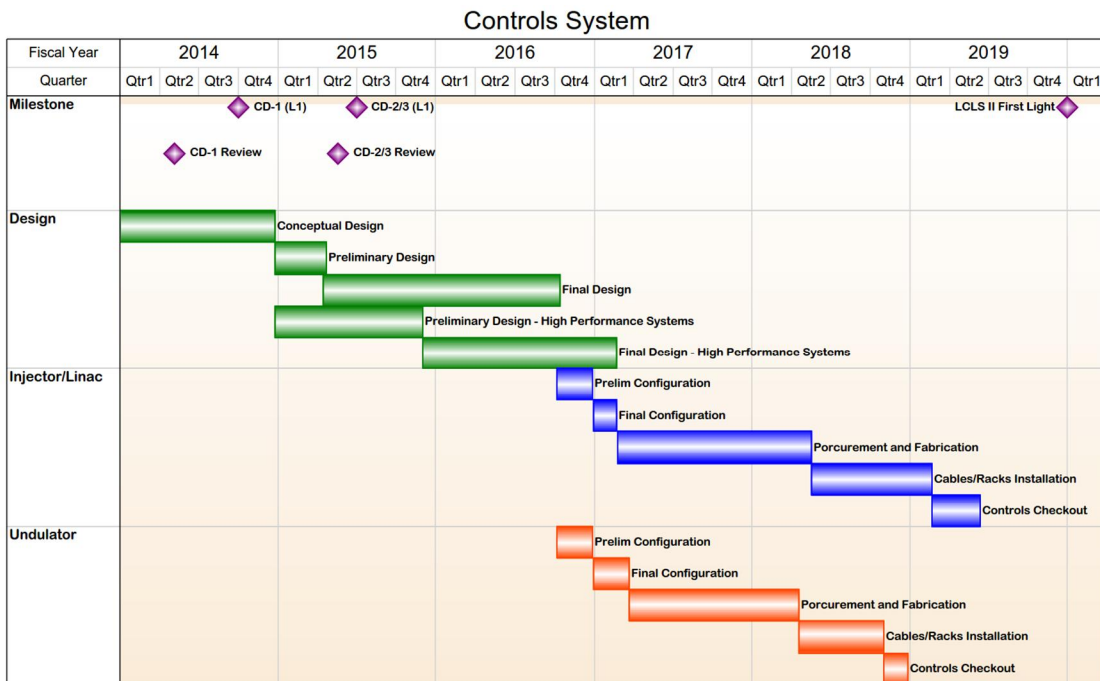 Controls System
Fiscal Year 2014 2015 2016 2017 2018 2019
Quarter Qtr1 Qtr2 Qtr3 Qtr4 Qtr1 Qtr2 Qtr3 Qtr4 Qtr1 Qtr2 Qtr3 Qtr4 Qtr1 Qtr2 Qtr3 Qtr4 Qtr1 Qtr2 Qtr3 Qtr4 Qtr1 Qtr2 Qtr3 Qtr4 Qtr1
Milestone CD-1 (L1) CD-2/3 (L1) LCLS II First Light
CD-1 Review CD-2/3 Review
Design
Conceptual Design
Preliminary Design
Final Design
Preliminary Design - High Performance Systems
Final Design - High Performance Systems
Injector/Linac
Prelim Configuration
Final Configuration
Porcurement and Fabrication
Cables/Racks Installation
Controls Checkout
Undulator
Prelim Configuration
Final Configuration
Porcurement and Fabrication
Cables/Racks Installation
Controls Checkout